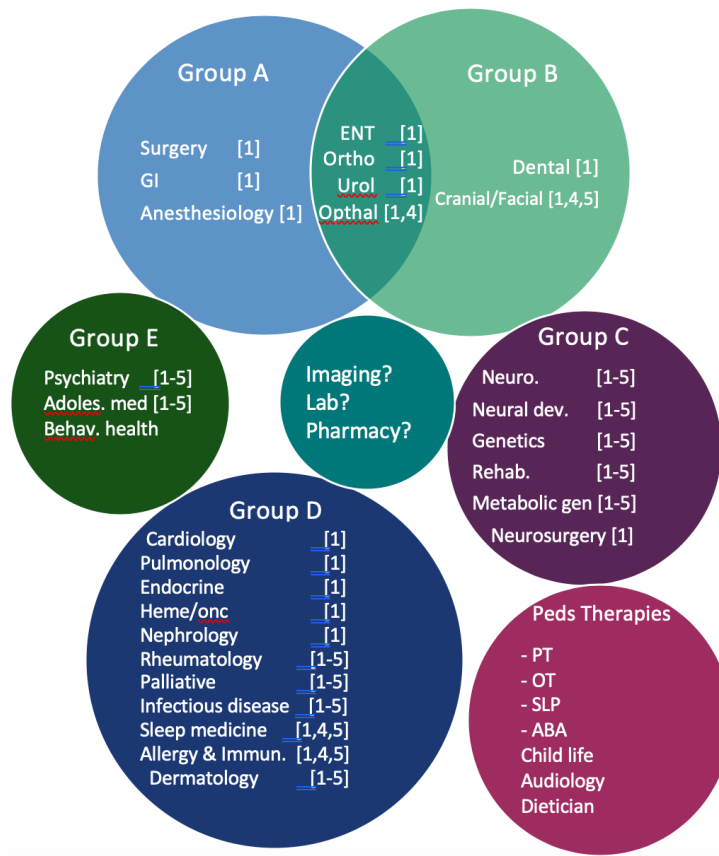 Group A
Surgery [1]
GI [1]
Anesthesiology [1]
ENT [1]
Ortho [1]
Urol [1]
Opthal [1,4]
Group B
Dental [1]
Cranial/Facial [1,4,5]
Group E
Psychiatry [1-5]
Adoles. med [1-5]
Behav. health
Imaging?
Lab?
Pharmacy?
Group C
Neuro. [1-5]
Neural dev. [1-5]
Genetics [1-5]
Rehab. [1-5]
Metabolic gen [1-5]
Neurosurgery [1]
Group D
Cardiology [1]
Pulmonology [1]
Endocrine [1]
Heme/onc [1]
Nephrology [1]
Rheumatology [1-5]
Palliative [1-5]
Infectious disease [1-5]
Sleep medicine [1,4,5]
Allergy & Immun. [1,4,5]
Dermatology [1-5]
Peds Therapies
- PT
- OT
- SLP
- ABA
Child life
Audiology
Dietician